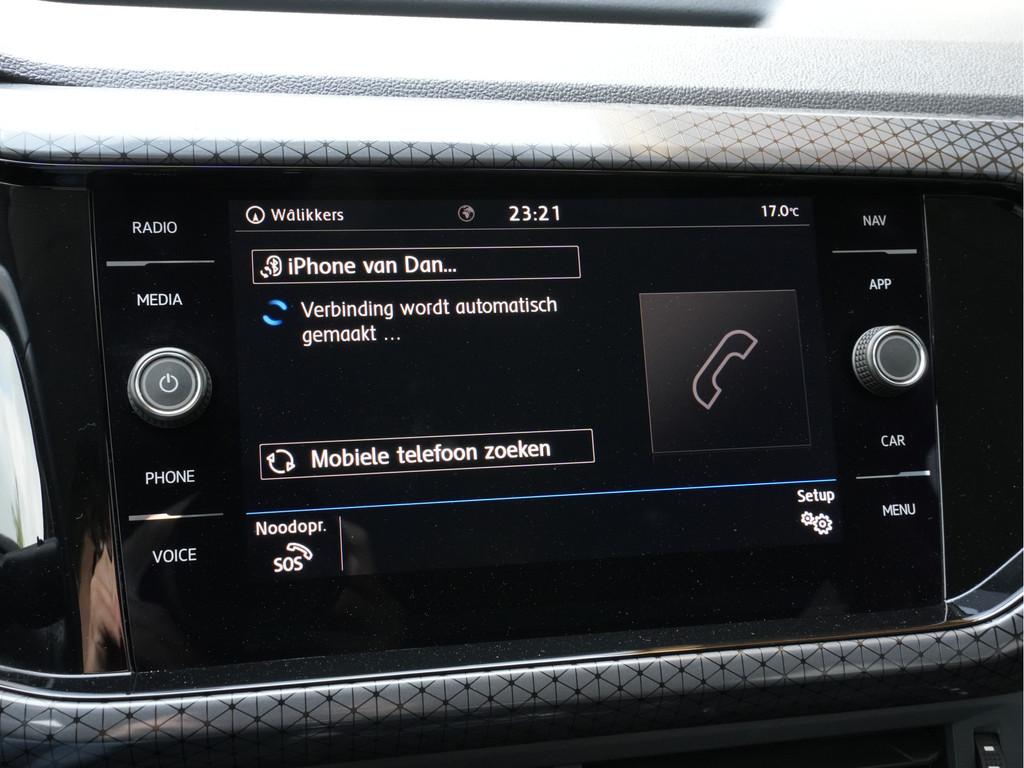 RADIO
MEDIA
PHONE
VOICE
Wâlikkers
23:21
17.0°C
iPhone van Dan...
Verbinding wordt automatisch
gemaakt ...
Mobiele telefoon zoeken
Noodopr.
SOS
Setup
NAV
APP
CAR
MENU